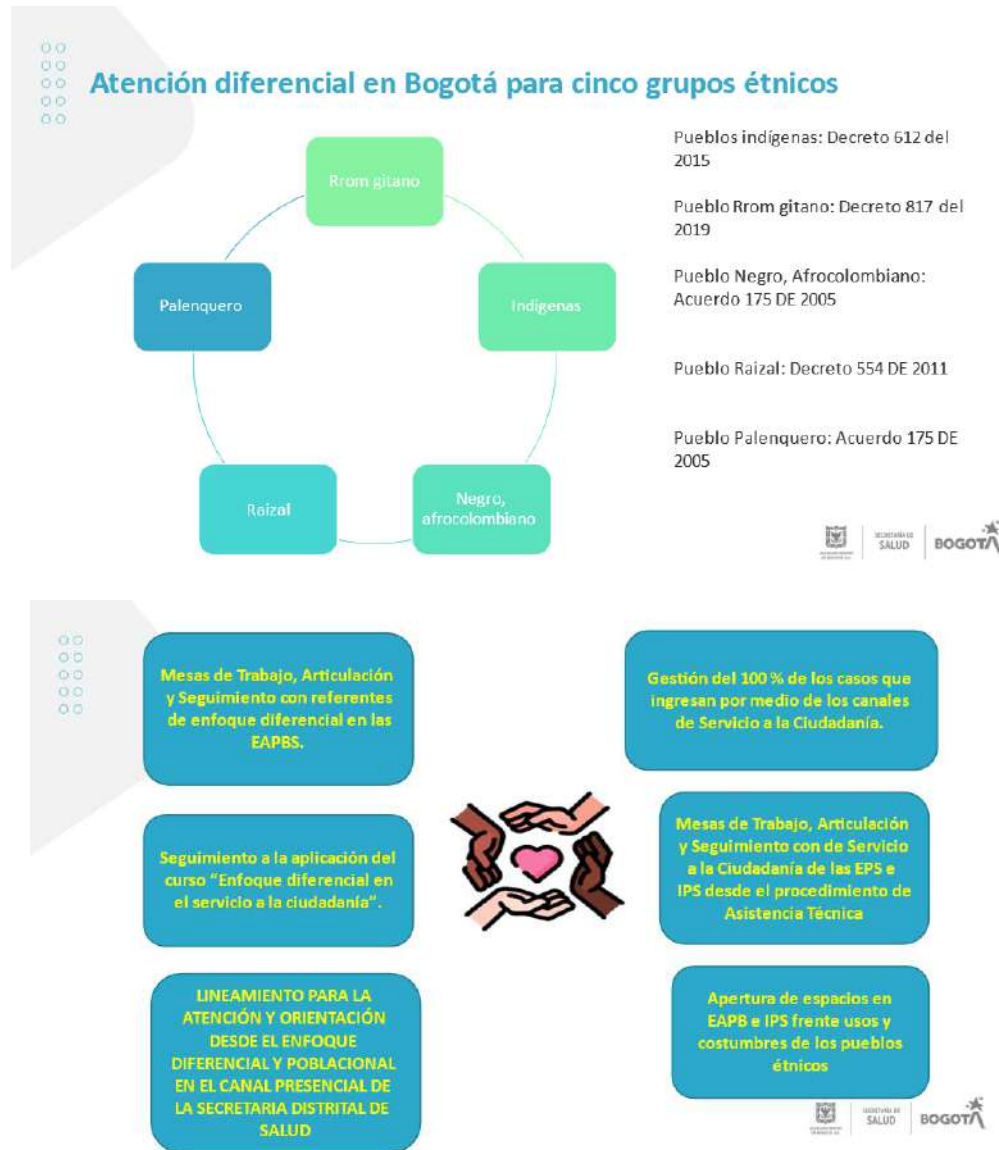 Atención diferencial en Bogotá para cinco grupos étnicos
Rrom gitano
Palenquero
Indigenas
Raizal
Negro,
afrocolombiano
Pueblos indígenas: Decreto 612 del
2015
Pueblo Rrom gitano: Decreto 817 del
2019
Pueblo Negro, Afrocolombiano:
Acuerdo 175 DE 2005
Pueblo Raizal: Decreto 554 DE 2011
Pueblo Palenquero: Acuerdo 175 DE
2005
SECRETARÍA DE
SALUD
BOGOTÁ
Mesas de Trabajo, Articulación
y Seguimiento con referentes
de enfoque diferencial en las
EAPBS.
Seguimiento a la aplicación del
curso “Enfoque diferencial en
el servicio a la ciudadanía”.
LINEAMIENTO PARA LA
ATENCIÓN Y ORIENTACIÓN
DESDE EL ENFOQUE
DIFERENCIAL Y POBLACIONAL
EN EL CANAL PRESENCIAL DE
LA SECRETARIA DISTRITAL DE
SALUD
Gestión del 100 % de los casos que
ingresan por medio de los canales
de Servicio a la Ciudadanía.
Mesas de Trabajo, Articulación
y Seguimiento con de Servicio
a la Ciudadanía de las EPS e
IPS desde el procedimiento de
Asistencia Técnica
Apertura de espacios en
EAPB e IPS frente usos y
costumbres de los pueblos
étnicos
SECRETARÍA DE
SALUD
BOGOTÁ